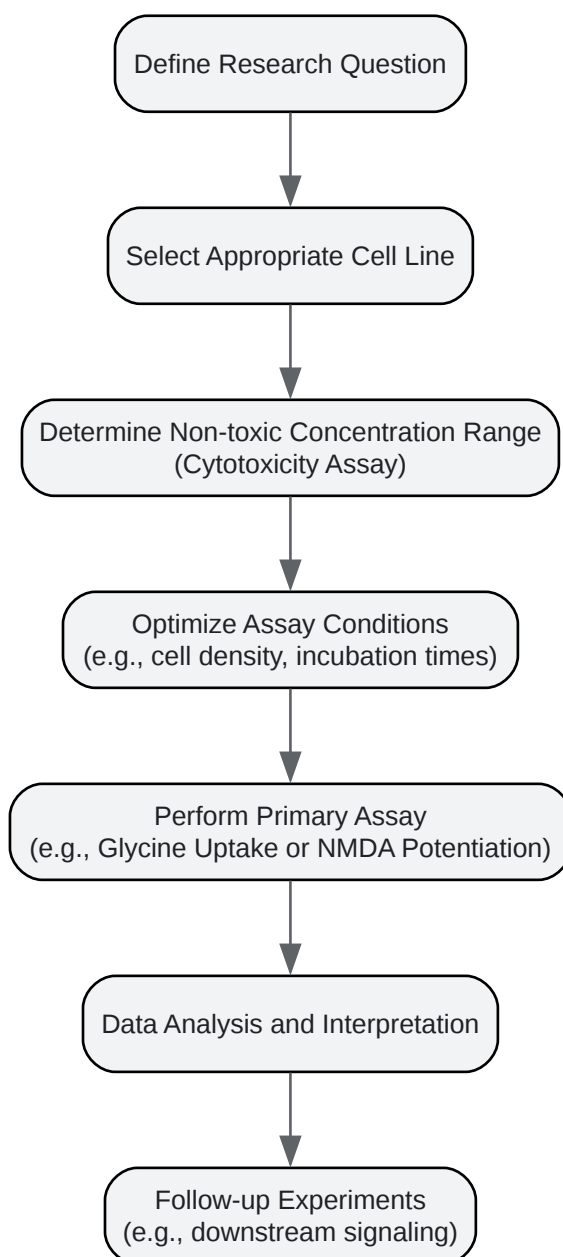 Define Research Question
Select Appropriate Cell Line
Determine Non-toxic Concentration Range
(Cytotoxicity Assay)
Optimize Assay Conditions
(e.g., cell density, incubation times)
Perform Primary Assay
(e.g., Glycine Uptake or NMDA Potentiation)
Data Analysis and Interpretation
Follow-up Experiments
(e.g., downstream signaling)